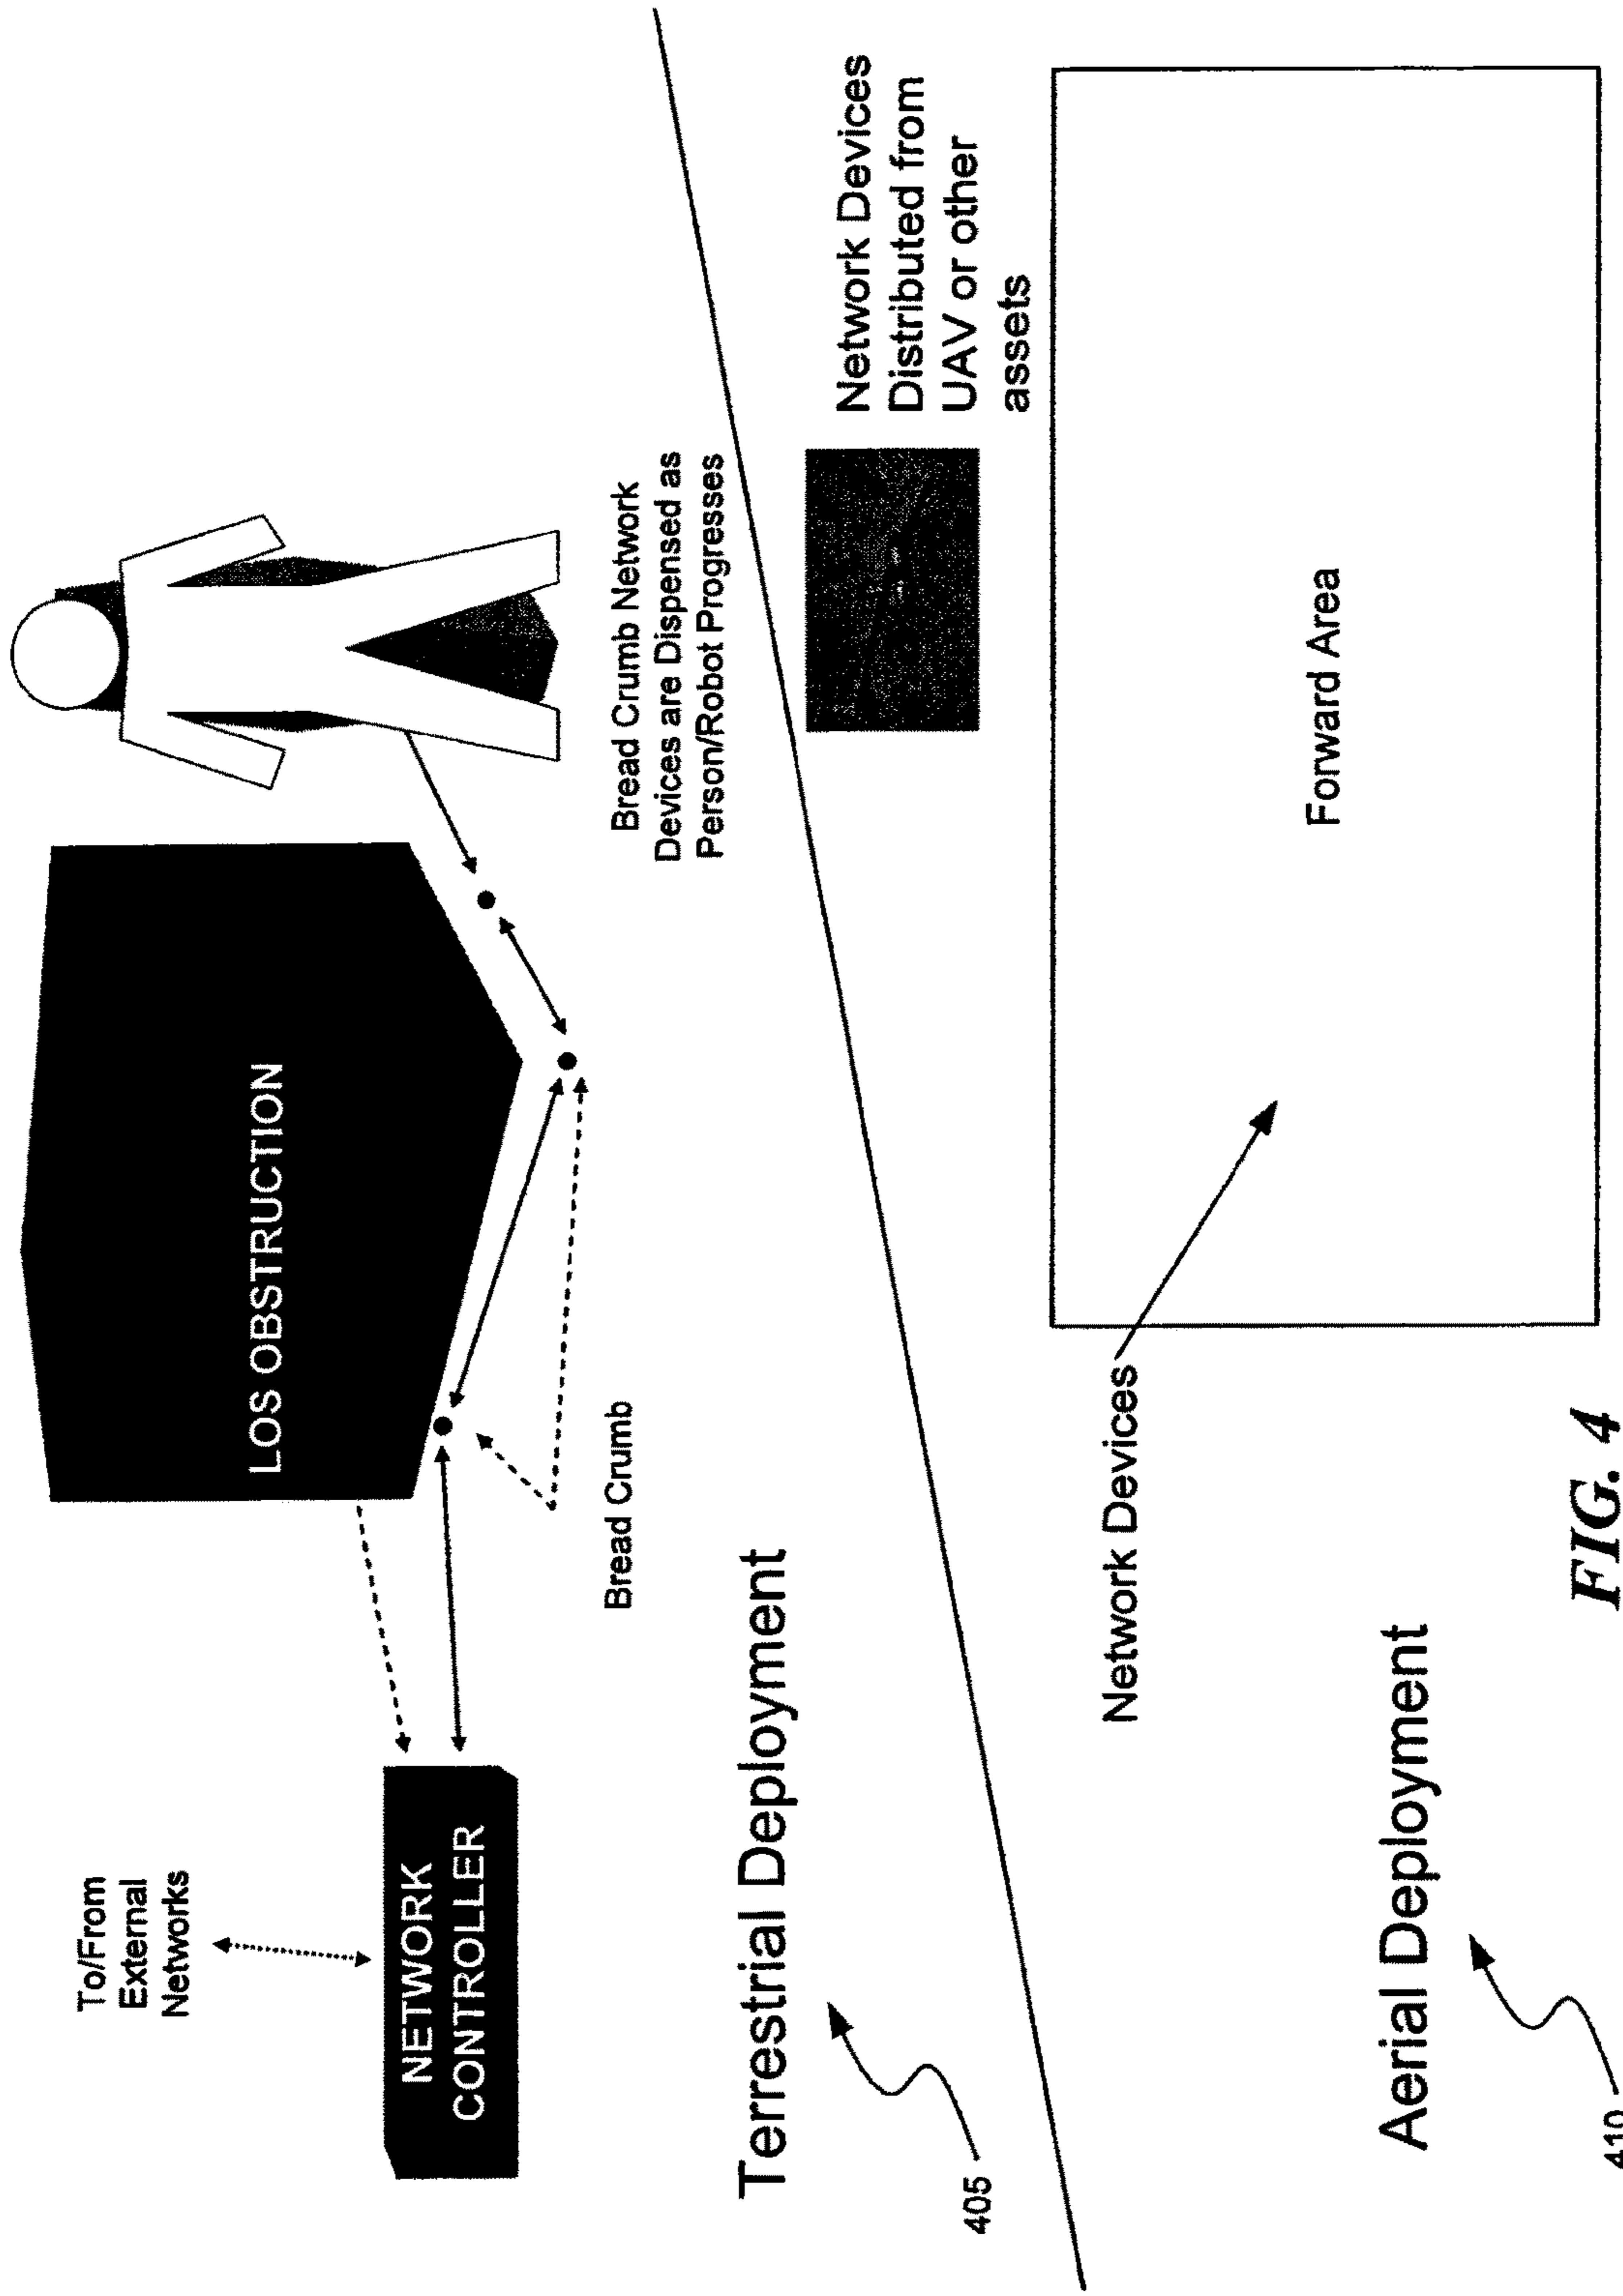 To/From
External
Networks
NETWORK
CONTROLLER
LOS OBSTRUCTION
Bread Crumb
Bread Crumb Network
Devices are Dispensed as
Person/Robot Progresses
Terrestrial Deployment
405
Network Devices
Distributed from
UAV or other
assets
Network Devices
Forward Area
Aerial Deployment
410
FIG. 4